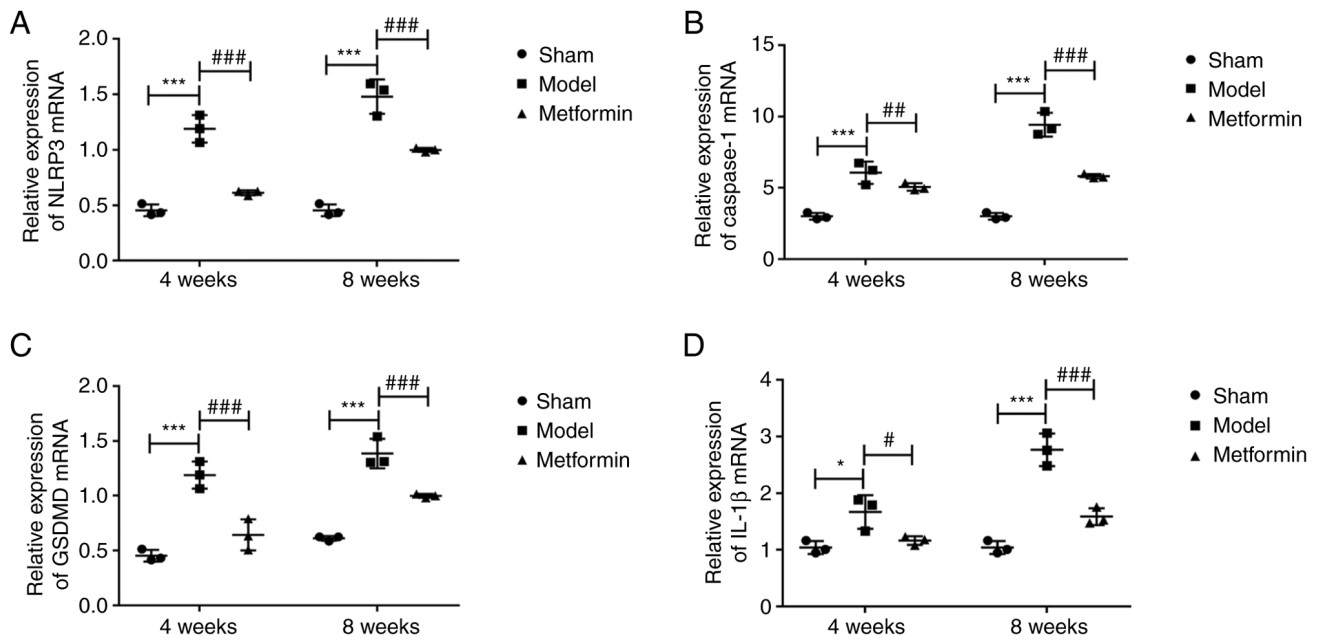 A
Relative expression
of NLRP3 mRNA
2.0
1.5
1.0
0.5
0.0
***
###
***
###
4 weeks
8 weeks
Sham
Model
Metformin
B
Relative expression
of caspase-1 mRNA
15
10
5
0
***
##
***
###
4 weeks
8 weeks
Sham
Model
Metformin
C
Relative expression
of GSDMD mRNA
2.0
1.5
1.0
0.5
0.0
***
###
***
###
4 weeks
8 weeks
Sham
Model
Metformin
D
Relative expression
of IL-1β mRNA
4
3
2
1
0
*
#
***
###
4 weeks
8 weeks
Sham
Model
Metformin